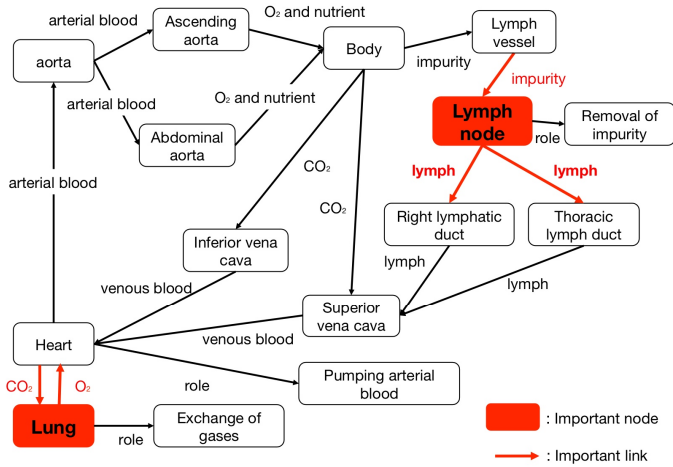 arterial blood
Ascending
aorta
O₂ and nutrient
Body
impurity
Lymph
vessel
aorta
arterial blood
O₂ and nutrient
Abdominal
aorta
impurity
Lymph
node
role
Removal of
impurity
arterial blood
CO₂
CO₂
lymph
lymph
Right lymphatic
duct
Thoracic
lymph duct
Inferior vena
cava
lymph
lymph
venous blood
Superior
vena cava
venous blood
Heart
CO₂
O₂
role
Pumping arterial
blood
Lung
role
Exchange of
gases
: Important node
: Important link